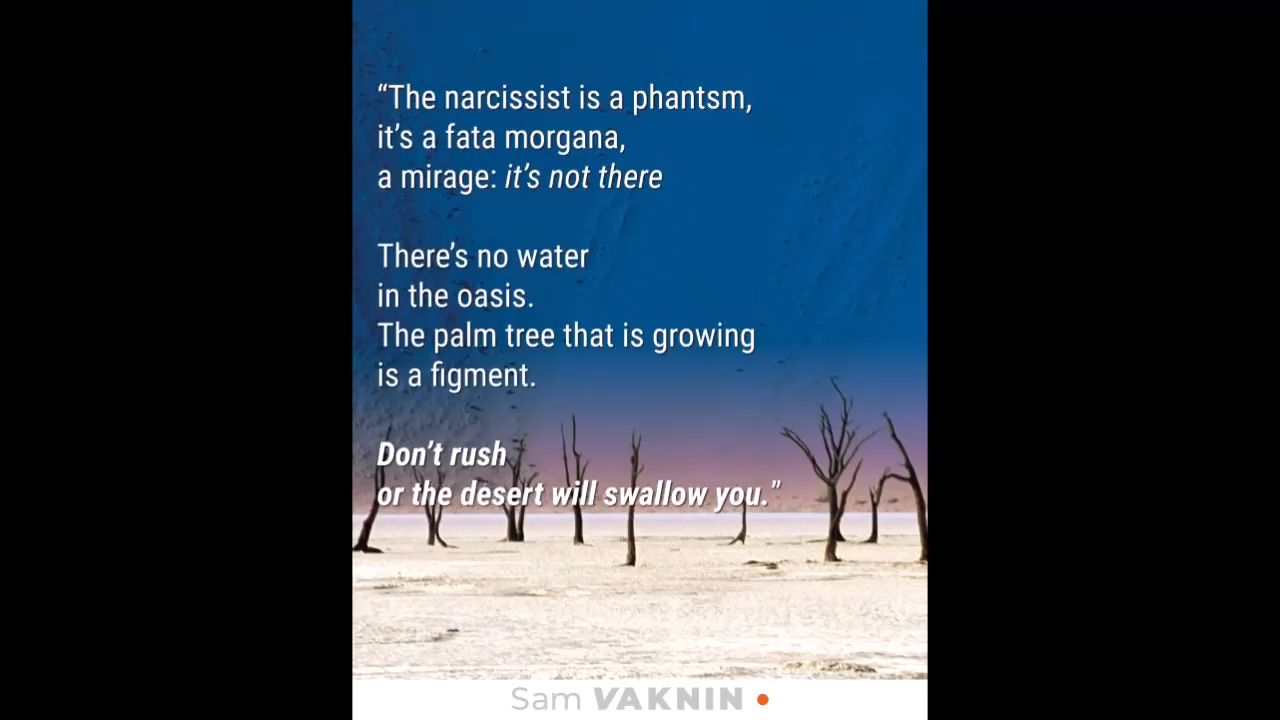 “The narcissist is a phantsm,
it’s a fata morgana,
a mirage: it’s not there
There’s no water
in the oasis.
The palm tree that is growing
is a figment.
Don’t rush
or the desert will swallow you.”
Sam VAKNIN